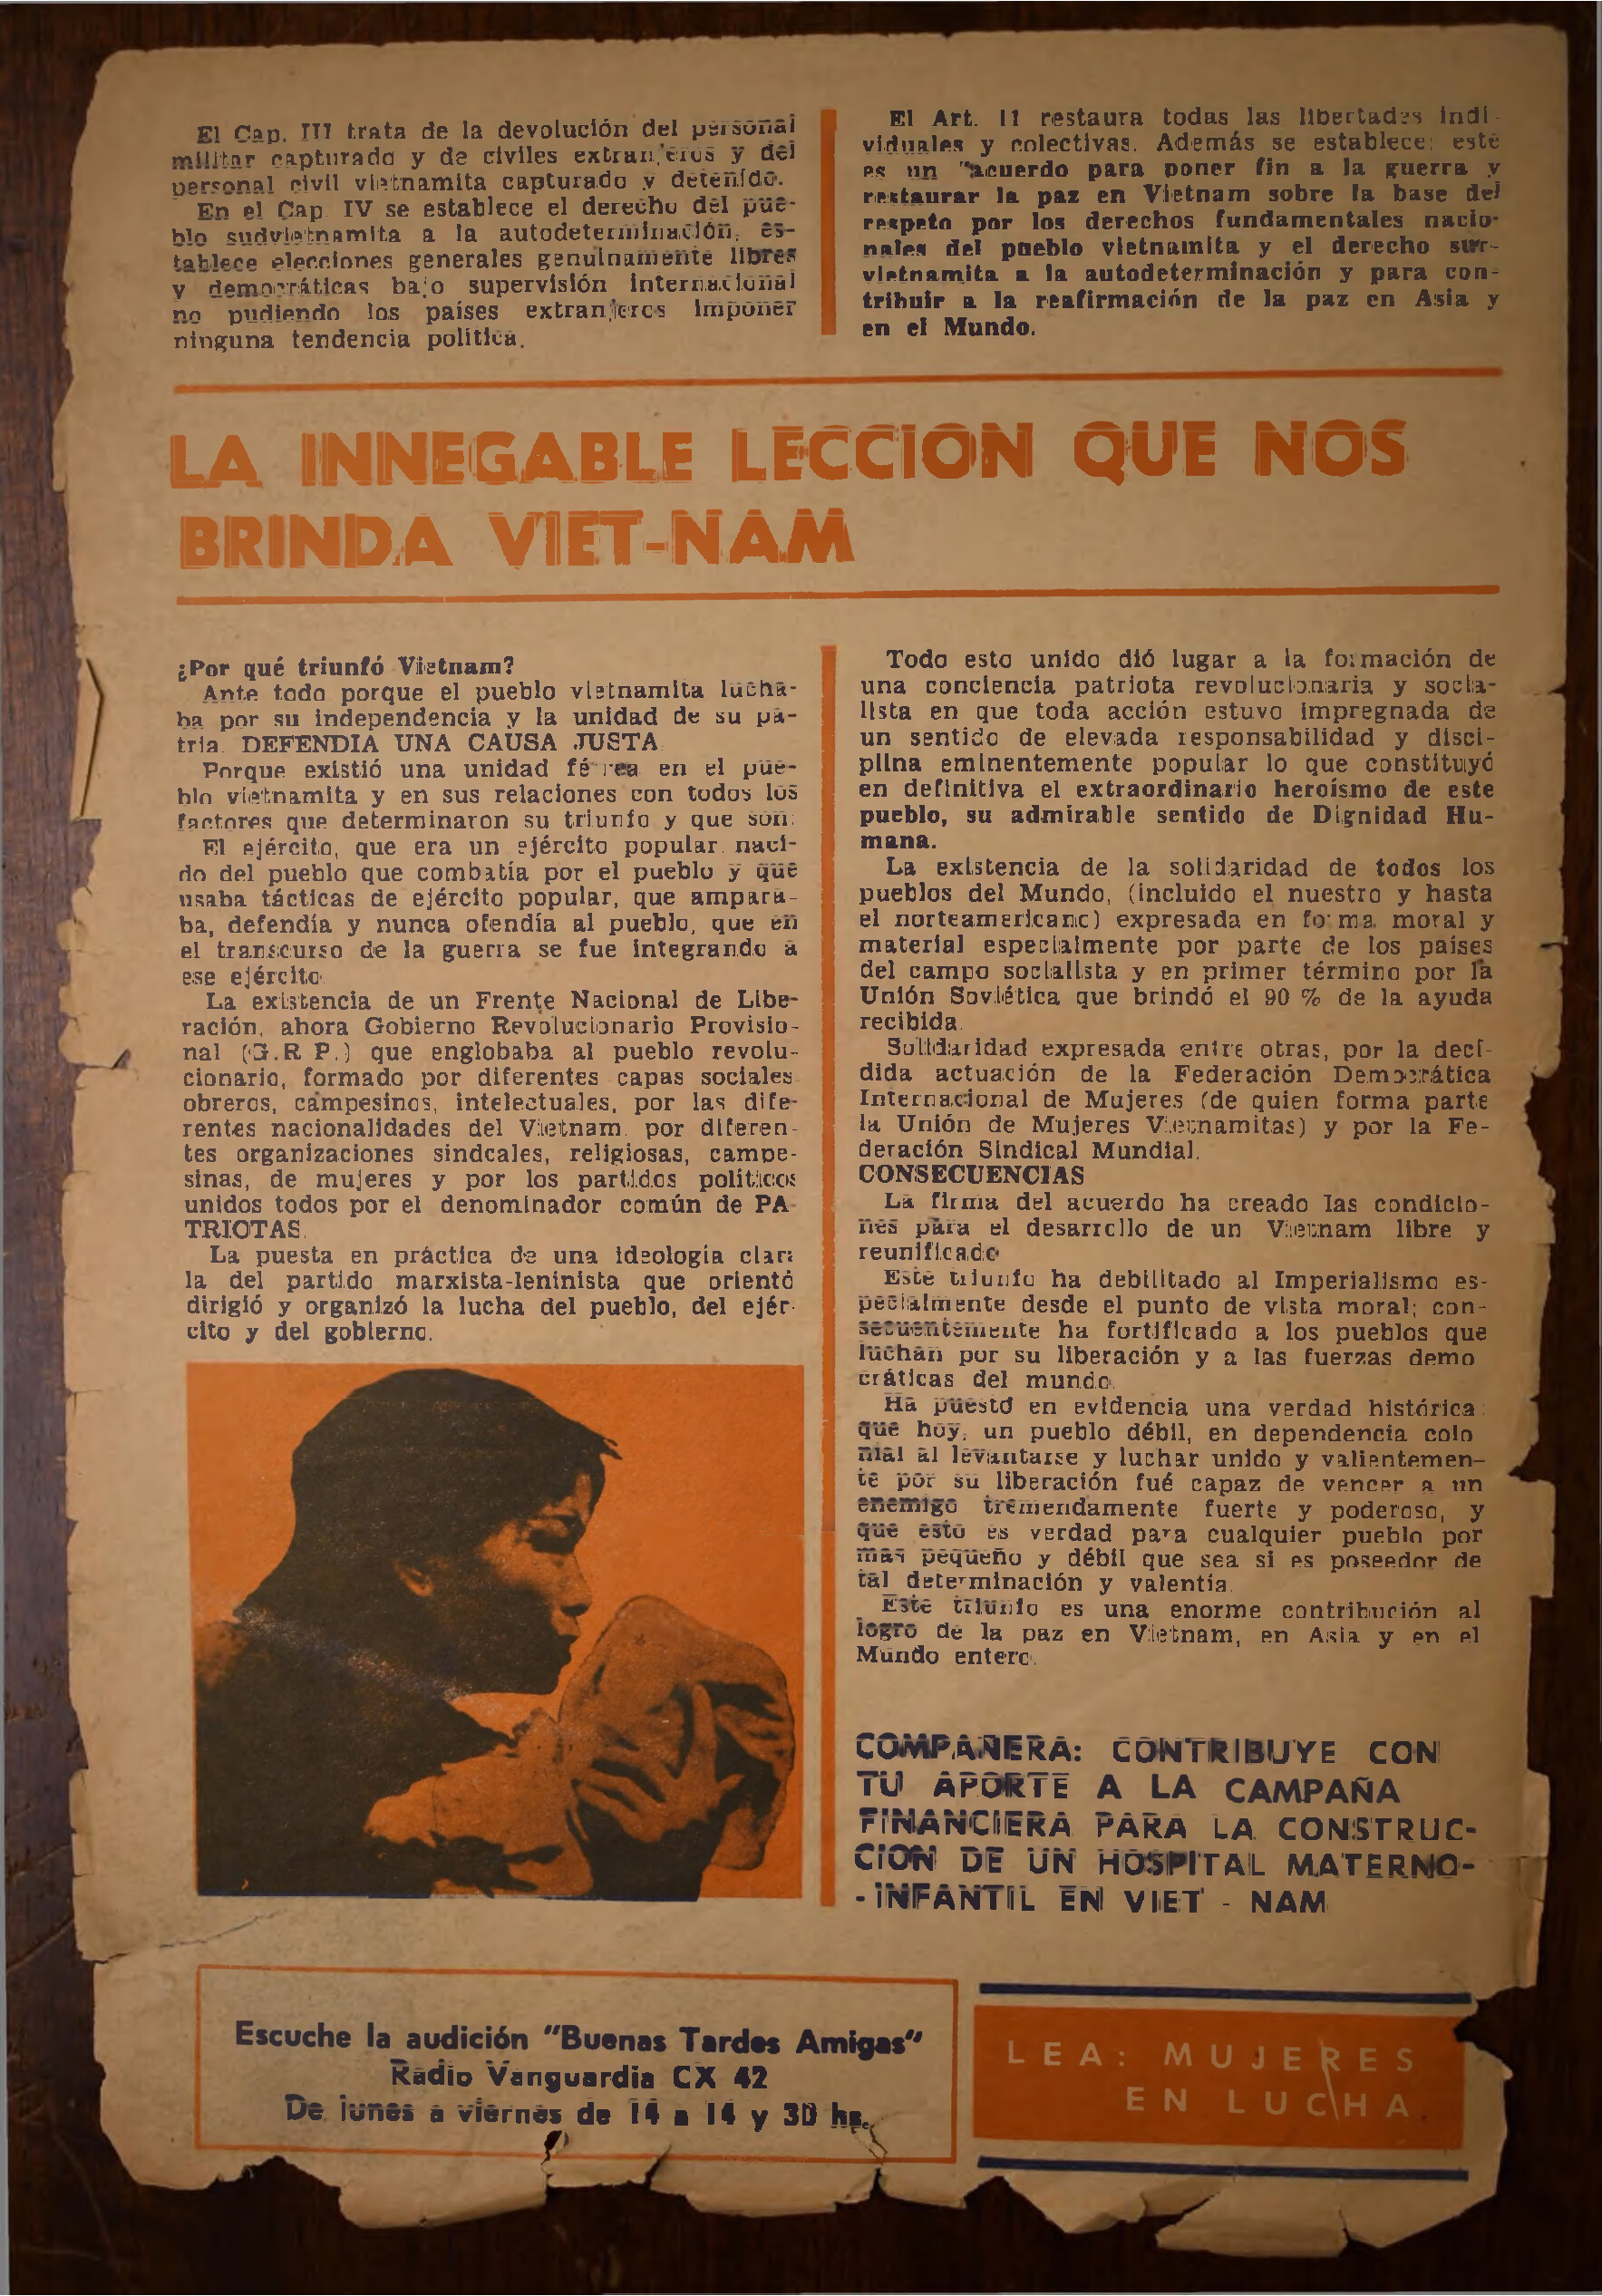 El Cap. III trata de la devolución del personal
militar capturado y de civiles extranjeros y del
personal civil vietnamita capturado y detenido.
En el Cap IV se establece el derecho del pue-
blo sudvietnamita a la autodeterminación, es-
tablece elecciones generales genuinamente libres
y democráticas bajo supervisión internacional
no pudiendo los países extranjeros imponer
ninguna tendencia política.
El Art. 11 restaura todas las libertades indi-
viduales y colectivas. Además se establece: este
es un "acuerdo para poner fin a la guerra y
restaurar la paz en Vietnam sobre la base del
respeto por los derechos fundamentales nacio-
nales del pueblo vietnamita y el derecho sur-
vietnamita a la autodeterminación y para con-
tribuir a la reafirmación de la paz en Asia y
en el Mundo.
LA INNEGABLE LECCION QUE NOS
BRINDA VIET-NAM
¿Por qué triunfó Vietnam?
Ante todo porque el pueblo vietnamita lucha-
ba por su independencia y la unidad de su pa-
tria. DEFENDIA UNA CAUSA JUSTA
Porque existió una unidad férrea en el pue-
blo vietnamita y en sus relaciones con todos los
factores que determinaron su triunfo y que son:
El ejército, que era un ejército popular naci-
do del pueblo que combatía por el pueblo y que
usaba tácticas de ejército popular, que ampara-
ba, defendía y nunca ofendía al pueblo, que en
el transcurso de la guerra se fue integrando a
ese ejército
La existencia de un Frente Nacional de Libe-
ración, ahora Gobierno Revolucionario Provisio-
nal (G.R P.) que englobaba al pueblo revolu-
cionario, formado por diferentes capas sociales
obreros, campesinos, intelectuales, por las dife-
rentes nacionalidades del Vietnam, por diferen-
tes organizaciones sindcales, religiosas, campe-
sinas, de mujeres y por los partidos políticos
unidos todos por el denominador común de PA-
TRIOTAS.
La puesta en práctica de una ideología clara
la del partido marxista-leninista que orientó
dirigió y organizó la lucha del pueblo, del ejér-
cito y del gobierno.
Todo esto unido dió lugar a la formación de
una conciencia patriota revolucionaria y socia-
lista en que toda acción estuvo impregnada de
un sentido de elevada responsabilidad y disci-
plina eminentemente popular lo que constituyó
en definitiva el extraordinario heroísmo de este
pueblo, su admirable sentido de Dignidad Hu-
mana.
La existencia de la solidaridad de todos los
pueblos del Mundo, (incluido el nuestro y hasta
el norteamericano) expresada en forma moral y
material especialmente por parte de los países
del campo socialista y en primer término por la
Unión Soviética que brindó el 90 % de la ayuda
recibida.
Solidaridad expresada entre otras, por la deci-
dida actuación de la Federación Democrática
Internacional de Mujeres (de quien forma parte
la Unión de Mujeres Vietnamitas) y por la Fe-
deración Sindical Mundial.
CONSECUENCIAS
La firma del acuerdo ha creado las condicio-
nes para el desarrollo de un Vietnam libre y
reunificado
Este triunfo ha debilitado al Imperialismo es-
pecialmente desde el punto de vista moral; con-
secuentemente ha fortificado a los pueblos que
luchan por su liberación y a las fuerzas demo
cráticas del mundo.
Ha puesto en evidencia una verdad histórica:
que hoy, un pueblo débil, en dependencia colo
nial al levantarse y luchar unido y valientemen-
te por su liberación fué capaz de vencer a un
enemigo tremendamente fuerte y poderoso, y
que esto es verdad para cualquier pueblo por
mas pequeño y débil que sea si es poseedor de
tal determinación y valentía.
Este triunfo es una enorme contribución al
logro de la paz en Vietnam, en Asia y en el
Mundo entero.
COMPAÑERA: CONTRIBUYE CON
TU APORTE A LA CAMPAÑA
FINANCIERA PARA LA CONSTRUC-
CION DE UN HOSPITAL MATERNO-
-INFANTIL EN VIET - NAM
Escuche la audición "Buenas Tardes Amigas"
Radio Vanguardia CX 42
De lunes a viernes de 14 a 14 y 30 hs.
LEA: MUJERES
EN LUCHA